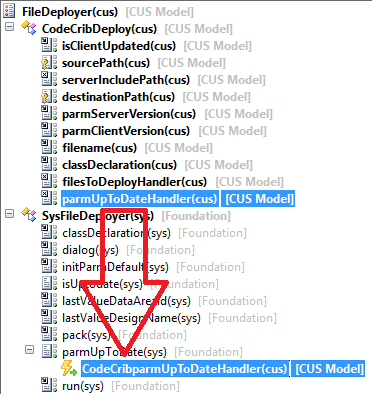 FileDeployer(cus) [CUS Model]
CodeCribDeploy(cus) [CUS Model]
isClientUpdated(cus) [CUS Model]
sourcePath(cus) [CUS Model]
serverIncludePath(cus) [CUS Model]
destinationPath(cus) [CUS Model]
parmServerVersion(cus) [CUS Model]
parmClientVersion(cus) [CUS Model]
filename(cus) [CUS Model]
classDeclaration(cus) [CUS Model]
filesToDeployHandler(cus) [CUS Model]
parmUpToDateHandler(cus) [CUS Model]
SysFileDeployer(sys) [Foundation]
classDeclaration(sys) [Foundation]
dialog(sys) [Foundation]
initParmDefault(sys) [Foundation]
(sys) [Foundation]
lastValueDataAreaId(sys) [Foundation]
lastValueDesignName(sys) [Foundation]
pack(sys) [Foundation]
parmUpToDate(sys) [Foundation]
CodeCribparmUpToDateHandler(cus) [CUS Model]
run(sys) [Foundation]